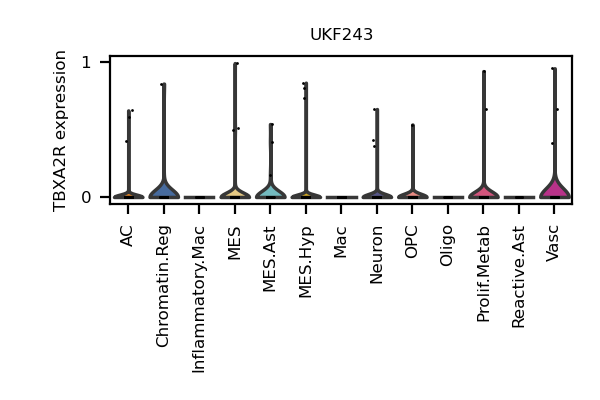 UKF243
TBXA2R expression
1
0
AC
Chromatin.Reg
Inflammatory.Mac
MES
MES.Ast
MES.Hyp
Mac
Neuron
OPC
Oligo
Prolif.Metab
Reactive.Ast
Vasc